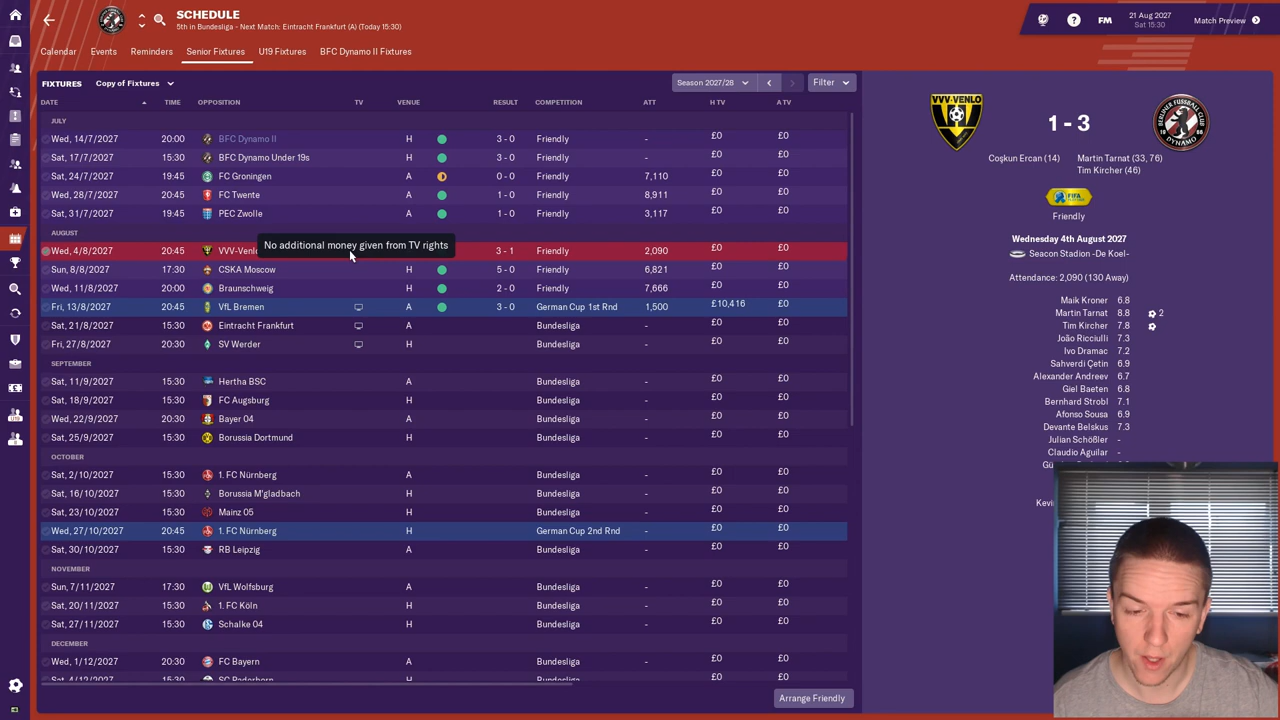 SCHEDULE
5th in Bundesliga - Next Match: Eintracht Frankfurt (A) (Today 15:30)
FM
21 Aug 2027
Sat 15:30
Match Preview
Calendar Events Reminders Senior Fixtures U19 Fixtures BFC Dynamo II Fixtures
FIXTURES Copy of Fixtures Season 2027/28 Filter
DATE TIME OPPOSITION TV VENUE RESULT COMPETITION ATT H TV A TV
JULY
Wed, 14/7/2027 20:00 BFC Dynamo II H 3 - 0 Friendly - £0 £0
Sat, 17/7/2027 15:30 BFC Dynamo Under 19s H 3 - 0 Friendly - £0 £0
Sat, 24/7/2027 19:45 FC Groningen A 0 - 0 Friendly 7,110 £0 £0
Wed, 28/7/2027 20:45 FC Twente A 1 - 0 Friendly 8,911 £0 £0
Sat, 31/7/2027 19:45 PEC Zwolle A 1 - 0 Friendly 3,117 £0 £0
AUGUST
No additional money given from TV rights
Wed, 4/8/2027 20:45 3 - 1 Friendly 2,090 £0 £0
Sun, 8/8/2027 17:30 CSKA Moscow H 5 - 0 Friendly 6,821 £0 £0
Wed, 11/8/2027 20:00 Braunschweig H 2 - 0 Friendly 7,666 £0 £0
Fri, 13/8/2027 20:45 VfL Bremen A 3 - 0 German Cup 1st Rnd 1,500 £10,416 £0
Sat, 21/8/2027 15:30 Eintracht Frankfurt A Bundesliga - £0 £0
Fri, 27/8/2027 20:30 SV Werder H Bundesliga - £0 £0
SEPTEMBER
Sat, 11/9/2027 15:30 Hertha BSC A Bundesliga - £0 £0
Sat, 18/9/2027 15:30 FC Augsburg H Bundesliga - £0 £0
Wed, 22/9/2027 20:30 Bayer 04 A Bundesliga - £0 £0
Sat, 25/9/2027 15:30 Borussia Dortmund H Bundesliga - £0 £0
OCTOBER
Sat, 2/10/2027 15:30 1. FC Nürnberg A Bundesliga - £0 £0
Sat, 16/10/2027 15:30 Borussia M'gladbach H Bundesliga - £0 £0
Sat, 23/10/2027 15:30 Mainz 05 A Bundesliga - £0 £0
Wed, 27/10/2027 20:45 1. FC Nürnberg H German Cup 2nd Rnd - £0 £0
Sat, 30/10/2027 15:30 RB Leipzig A Bundesliga - £0 £0
NOVEMBER
Sun, 7/11/2027 17:30 VfL Wolfsburg H Bundesliga - £0 £0
Sat, 20/11/2027 15:30 1. FC Köln H Bundesliga - £0 £0
Sat, 27/11/2027 15:30 Schalke 04 A Bundesliga - £0 £0
DECEMBER
Wed, 1/12/2027 20:30 FC Bayern A Bundesliga - £0 £0
Sat, 4/12/2027 15:30 SC Paderborn H Bundesliga - £0 £0
Arrange Friendly
VVV-VENLO
1 - 3
Coşkun Ercan (14) Martin Tarnat (33, 76)
Tim Kircher (46)
FIFA
Friendly
Wednesday 4th August 2027
Seacon Stadion -De Koel-
Attendance: 2,090 (130 Away)
Maik Kroner 6.8
Martin Tarnat 8.8 2
Tim Kircher 7.8
João Ricciulli 7.3
Ivo Dramac 7.2
Sahverdi Çetin 6.9
Alexander Andreev 6.7
Giel Baeten 6.8
Bernhard Strobl 7.1
Afonso Sousa 6.9
Devante Belskus 7.3
Julian Schößler -
Claudio Aguilar -